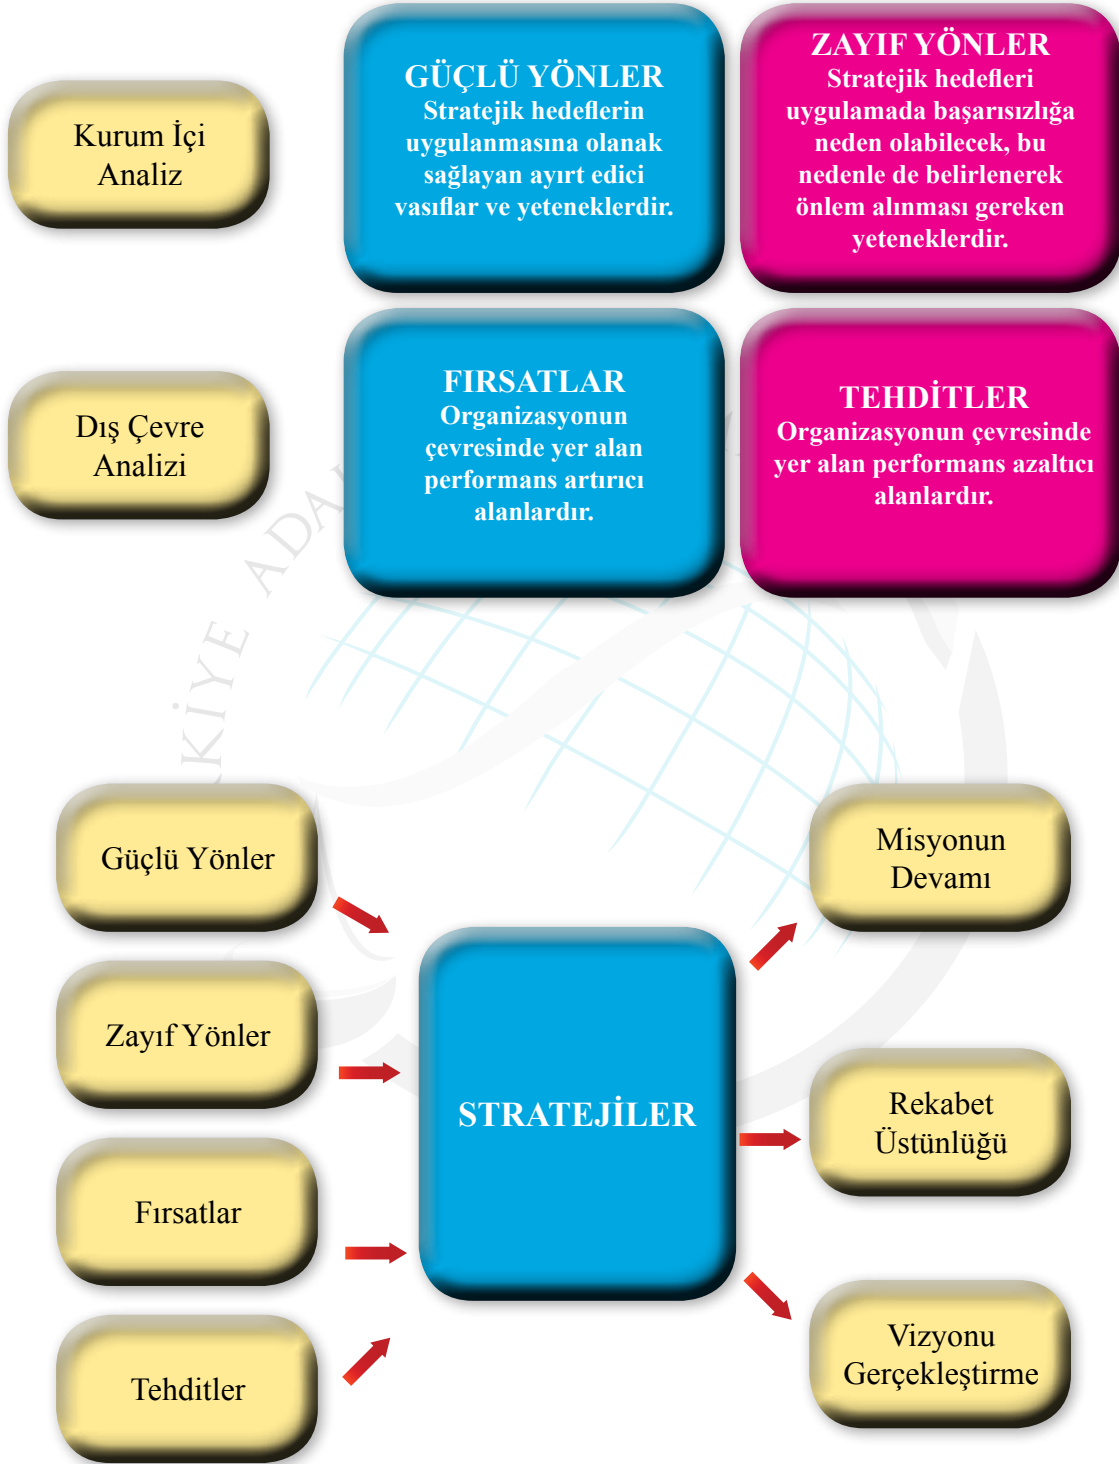 Kurum İçi
Analiz
GÜÇLÜ YÖNLER
Stratejik hedeflerin
uygulanmasına olanak
sağlayan ayırt edici
vasıflar ve yeteneklerdir.
ZAYIF YÖNLER
Stratejik hedefleri
uygulamada başarısızlığa
neden olabilecek, bu
nedenle de belirlenerek
önlem alınması gereken
yeteneklerdir.
Dış Çevre
Analizi
FIRSATLAR
Organizasyonun
çevresinde yer alan
performans artırıcı
alanlardır.
TEHDİTLER
Organizasyonun çevresinde
yer alan performans azaltıcı
alanlardır.
Güçlü Yönler
Zayıf Yönler
Fırsatlar
Tehditler
STRATEJİLER
Misyonun
Devamı
Rekabet
Üstünlüğü
Vizyonu
Gerçekleştirme